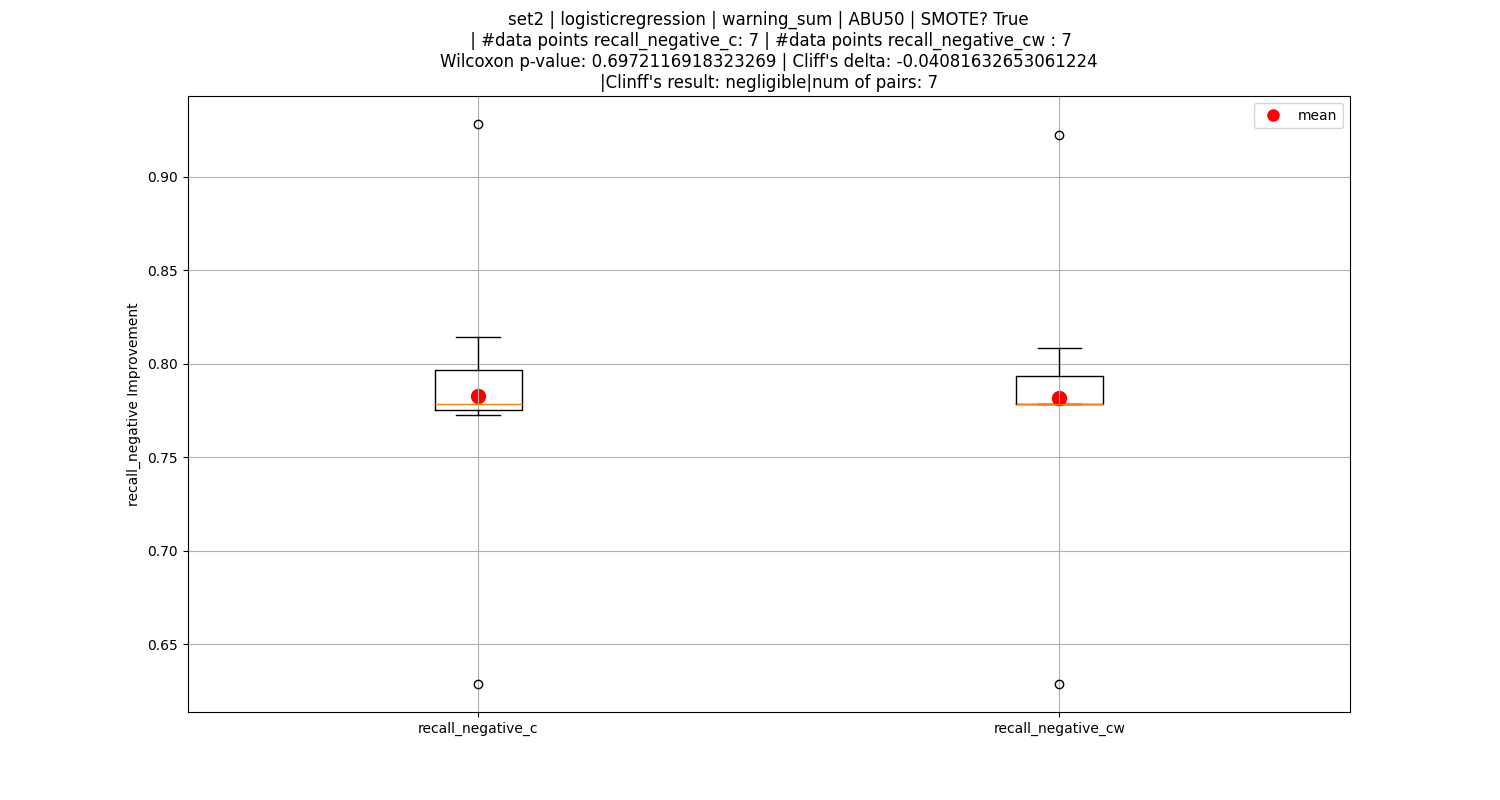 set2 | logisticregression | warning_sum | ABU50 | SMOTE? True
| #data points recall_negative_c: 7 | #data points recall_negative_cw : 7
Wilcoxon p-value: 0.6972116918323269 | Cliff's delta: -0.04081632653061224
|Clinff's result: negligible|num of pairs: 7
mean
0.90
0.85
0.80
0.75
0.70
0.65
recall_negative Improvement
recall_negative_c
recall_negative_cw